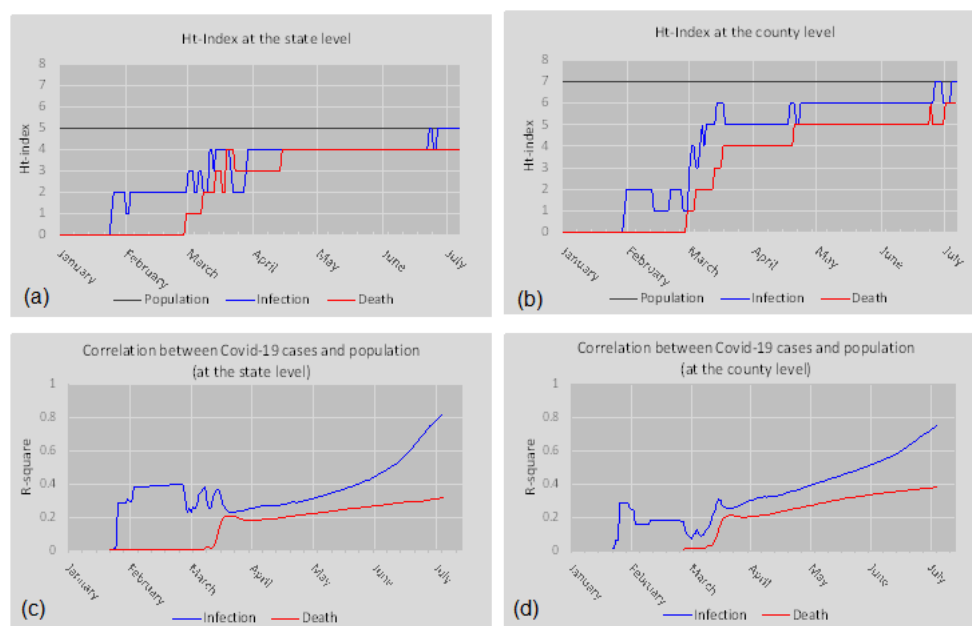 Ht-Index at the state level
8
7
6
5
4
3
2
1
0
Ht-index
January
February
March
April
May
June
July
(a)
Population
Infection
Death
Ht-Index at the county level
8
7
6
5
4
3
2
1
0
Ht-index
January
February
March
April
May
June
July
(b)
Population
Infection
Death
Correlation between Covid-19 cases and population
(at the state level)
1
0.8
0.6
0.4
0.2
0
R-square
January
February
March
April
May
June
July
(c)
Infection
Death
Correlation between Covid-19 cases and population
(at the county level)
1
0.8
0.6
0.4
0.2
0
R-square
January
February
March
April
May
June
July
(d)
Infection
Death